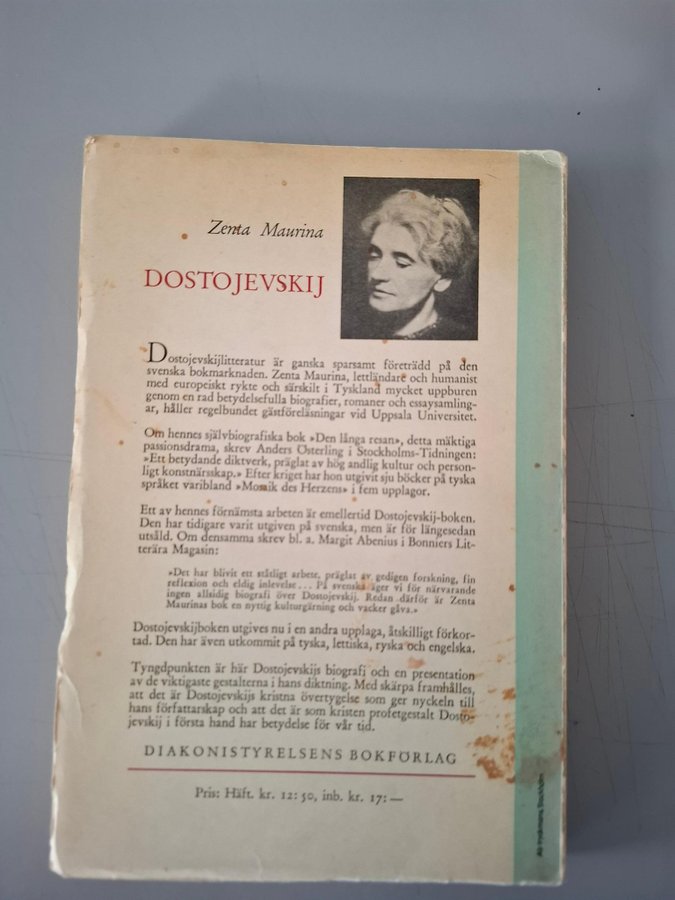 Zenta Maurina
DOSTOJEVSKIJ
Dostojevskijlitteratur är ganska sparsamt företrädd på den
svenska bokmarknaden. Zenta Maurina, lettländare och humanist
med europeiskt rykte och särskilt i Tyskland mycket uppburen
genom en rad betydelsefulla biografier, romaner och essaysamling-
ar, håller regelbundet gästföreläsningar vid Uppsala Universitet.
Om hennes självbiografiska bok »Den långa resan», detta mäktiga
passionsdrama, skrev Anders Österling i Stockholms-Tidningen:
»Ett betydande diktverk, präglat av hög andlig kultur och person-
ligt konstnärsskap.» Efter kriget har hon utgivit sju böcker på tyska
språket varibland »Mosaik des Herzens» i fem upplagor.
Ett av hennes förnämsta arbeten är emellertid Dostojevskij-boken.
Den har tidigare varit utgiven på svenska, men är för längesedan
utsåld. Om densamma skrev bl. a. Margit Abenius i Bonniers Lit-
terära Magasin:
»Det har blivit ett ståtligt arbete, präglat av gedigen forskning, fin
reflexion och eldig inlevelse... På svenska äger vi för närvarande
ingen allsidig biografi över Dostojevskij. Redan därför är Zenta
Maurinas bok en nyttig kulturgärning och vacker gåva.»
Dostojevskijboken utgives nu i en andra upplaga, åtskilligt förkor-
tad. Den har även utkommit på tyska, lettiska, ryska och engelska.
Tyngdpunkten är här Dostojevskijs biografi och en presentation
av de viktigaste gestalterna i hans diktning. Med skärpa framhålles,
att det är Dostojevskijs kristna övertygelse som ger nyckeln till
hans författarskap och att det är som kristen profetgestalt Dosto-
jevskij i första hand har betydelse för vår tid.
DIAKONISTYRELSENS BOKFÖRLAG
Pris: Häft. kr. 12:50, inb. kr. 17:—
Stockholm